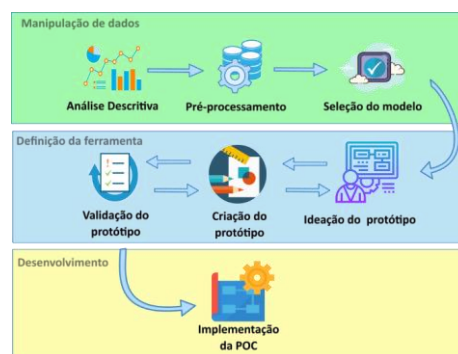 Manipulação de dados
Análise Descritiva
Pré-processamento
Seleção do modelo
Definição da ferramenta
Validação do
protótipo
Criação do
protótipo
Ideação do protótipo
Desenvolvimento
Implementação
da POC